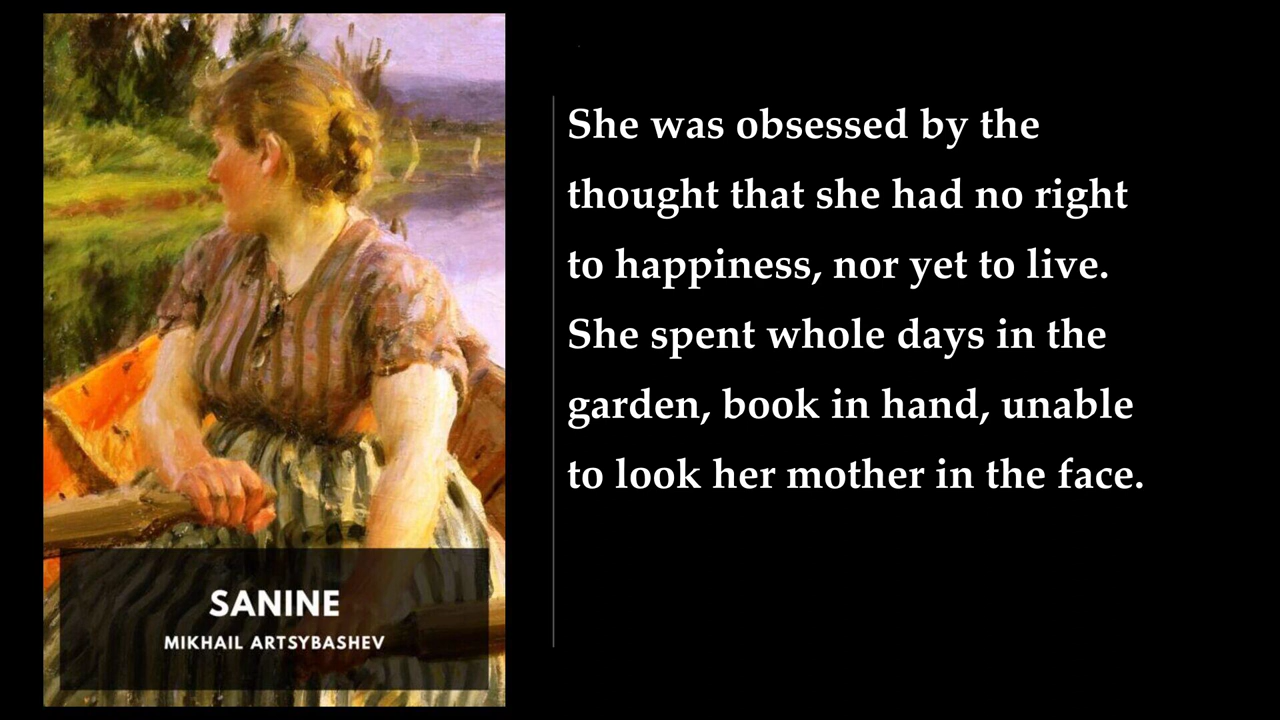 SANINE
MIKHAIL ARTSYBASHEV
She was obsessed by the
thought that she had no right
to happiness, nor yet to live.
She spent whole days in the
garden, book in hand, unable
to look her mother in the face.